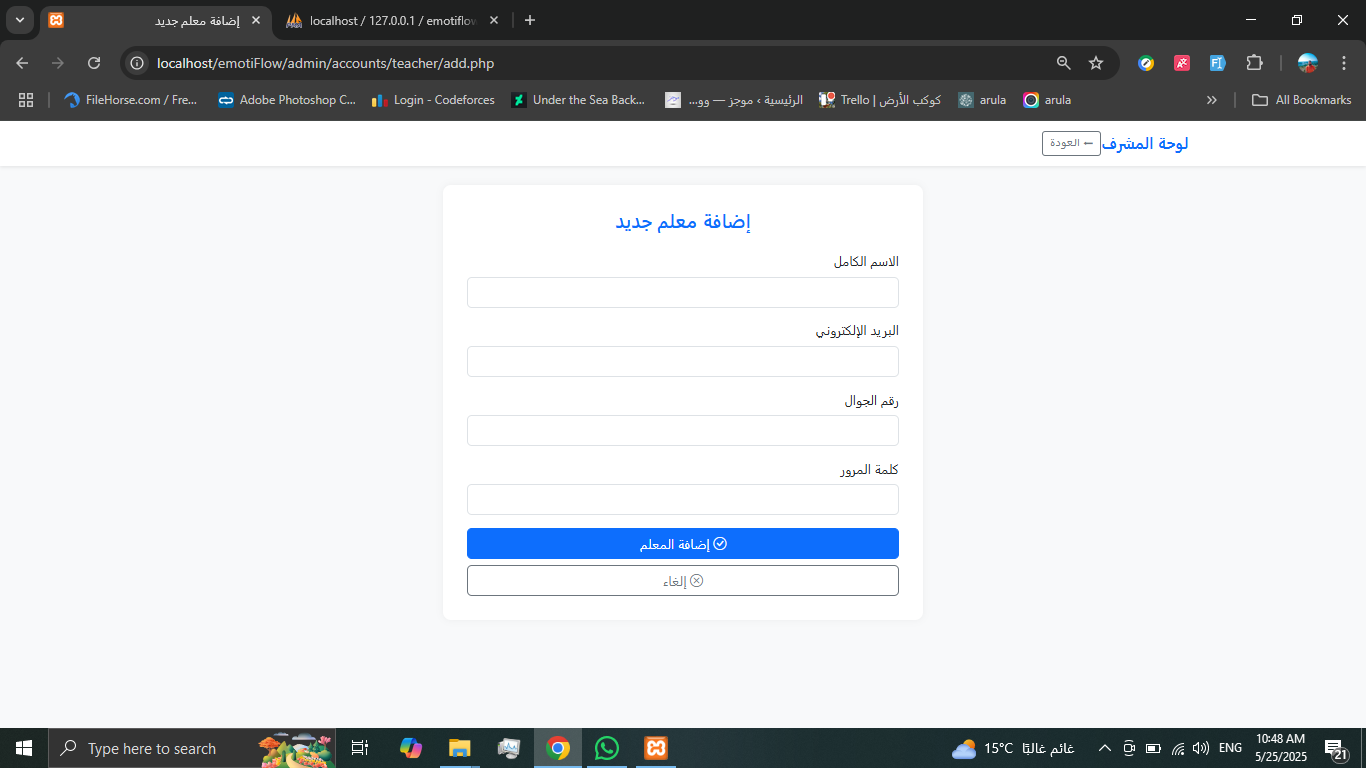 إضافة معلم جديد
localhost / 127.0.0.1 / emotiflow
localhost/emotiFlow/admin/accounts/teacher/add.php
FileHorse.com / Fre...
Adobe Photoshop C...
Login - Codeforces
Under the Sea Back...
الرئيسية › موجز — وو...
كوكب الأرض | Trello
arula
arula
»
All Bookmarks
لوحة المشرف
← العودة
إضافة معلم جديد
الاسم الكامل
البريد الإلكتروني
رقم الجوال
كلمة المرور
إضافة المعلم
إلغاء
Type here to search
15°C غائم غالبًا
ENG
10:48 AM
5/25/2025
21